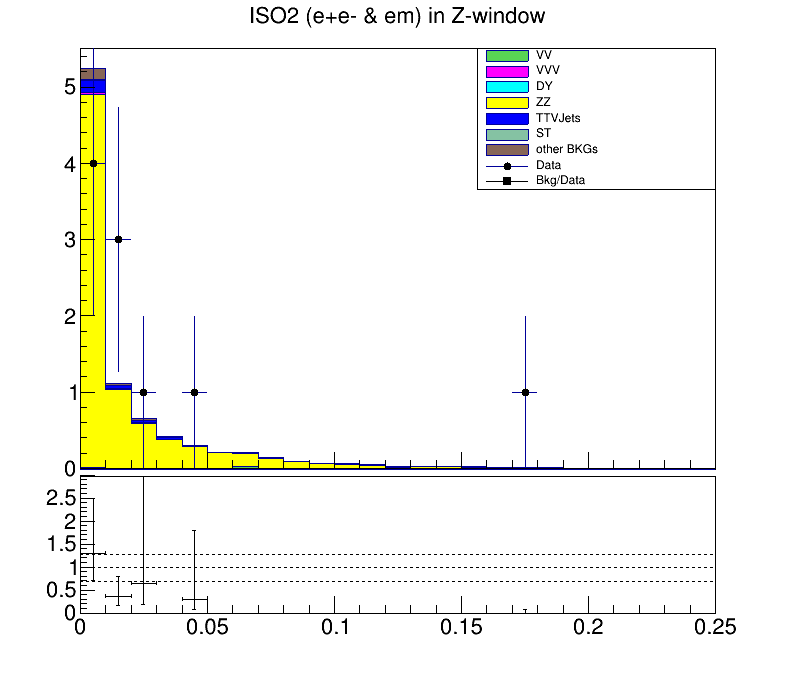 ISO2 (e+e- & em) in Z-window
VV
VVV
DY
ZZ
TTVJets
ST
other BKGs
Data
Bkg/Data
5
4
3
2
1
0
2.5
2
1.5
1
0.5
0
0 0.05 0.1 0.15 0.2 0.25